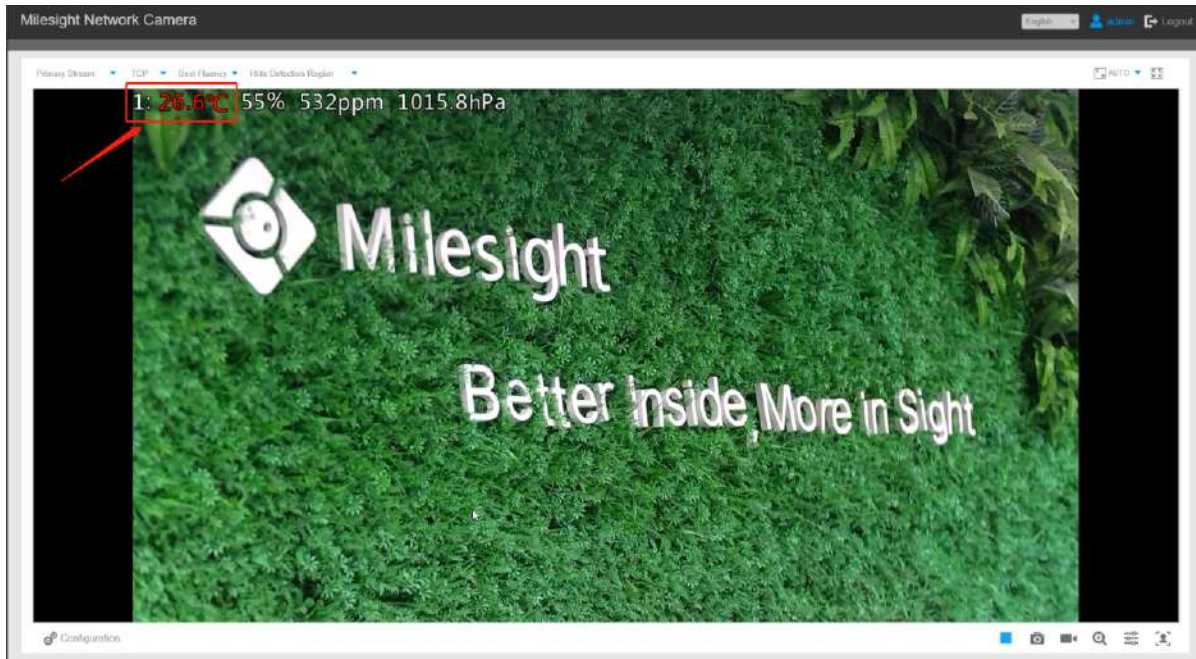 Milesight Network Camera
English admin Logout
Primary Stream TCP Best Fluency Hide Detection Region AUTO
1: 26.6°C 55% 532ppm 1015.8hPa
Milesight
Better inside,More in Sight
Configuration